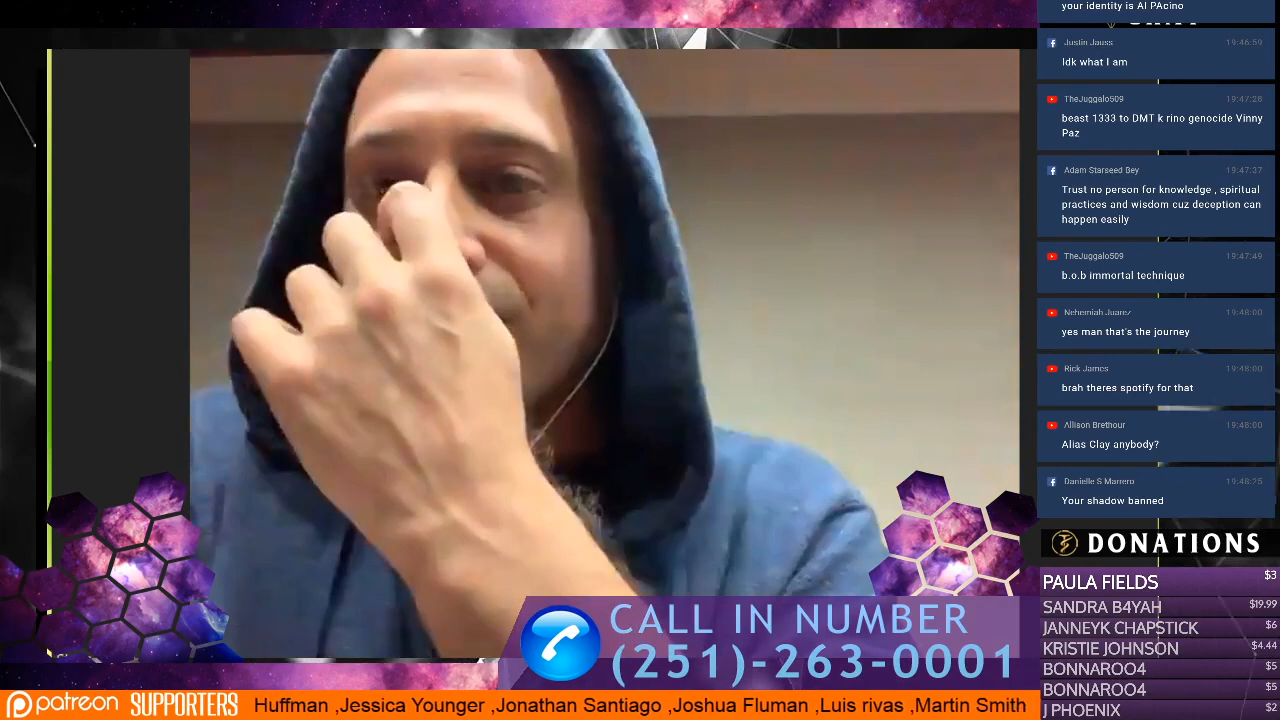 your identity is Al PAcino
Justin Jauss 19:46:59
Idk what I am
TheJuggalo509 19:47:28
beast 1333 to DMT k rino genocide Vinny
Paz
Adam Starseed Bey 19:47:37
Trust no person for knowledge , spiritual
practices and wisdom cuz deception can
happen easily
TheJuggalo509 19:47:49
b.o.b immortal technique
Nehemiah Juarez 19:48:00
yes man that's the journey
Rick James 19:48:00
brah theres spotify for that
Allison Brethour 19:48:00
Alias Clay anybody?
Danielle S Marrero 19:48:25
Your shadow banned
DONATIONS
PAULA FIELDS $3
SANDRA B4YAH $19.99
JANNEYK CHAPSTICK $6
KRISTIE JOHNSON $4.44
BONNAROO4 $5
BONNAROO4 $5
J PHOENIX $2
CALL IN NUMBER
(251)-263-0001
patreon SUPPORTERS Huffman ,Jessica Younger ,Jonathan Santiago ,Joshua Fluman ,Luis rivas ,Martin Smith